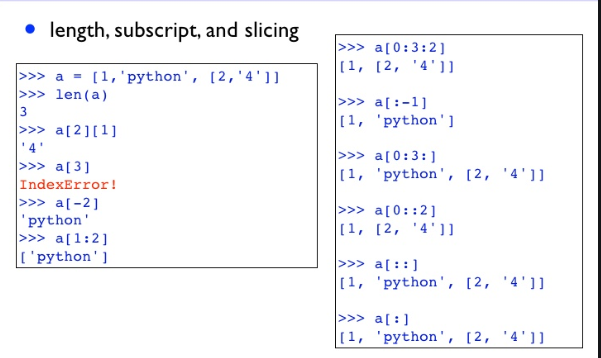 length, subscript, and slicing
>>> a = [1,'python', [2,'4']]
>>> len(a)
3
>>> a[2][1]
'4'
>>> a[3]
IndexError!
>>> a[-2]
'python'
>>> a[1:2]
['python']
>>> a[0:3:2]
[1, [2, '4']]
>>> a[:-1]
[1, 'python']
>>> a[0:3:]
[1, 'python', [2, '4']]
>>> a[0::2]
[1, [2, '4']]
>>> a[::]
[1, 'python', [2, '4']]
>>> a[:]
[1, 'python', [2, '4']]